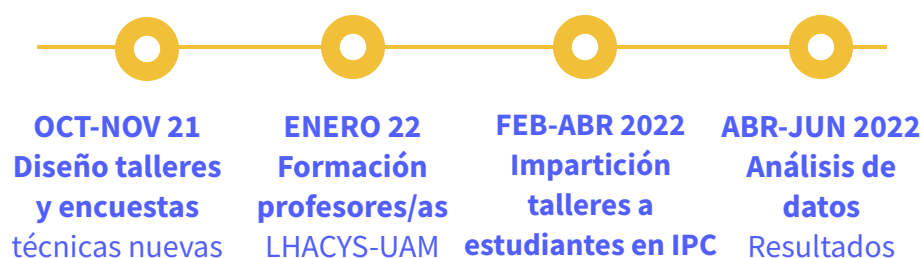 OCT-NOV 21
Diseño talleres
y encuestas
técnicas nuevas
ENERO 22
Formación
profesores/as
LHACYS-UAM
FEB-ABR 2022
Impartición
talleres a
estudiantes en IPC
ABR-JUN 2022
Análisis de
datos
Resultados